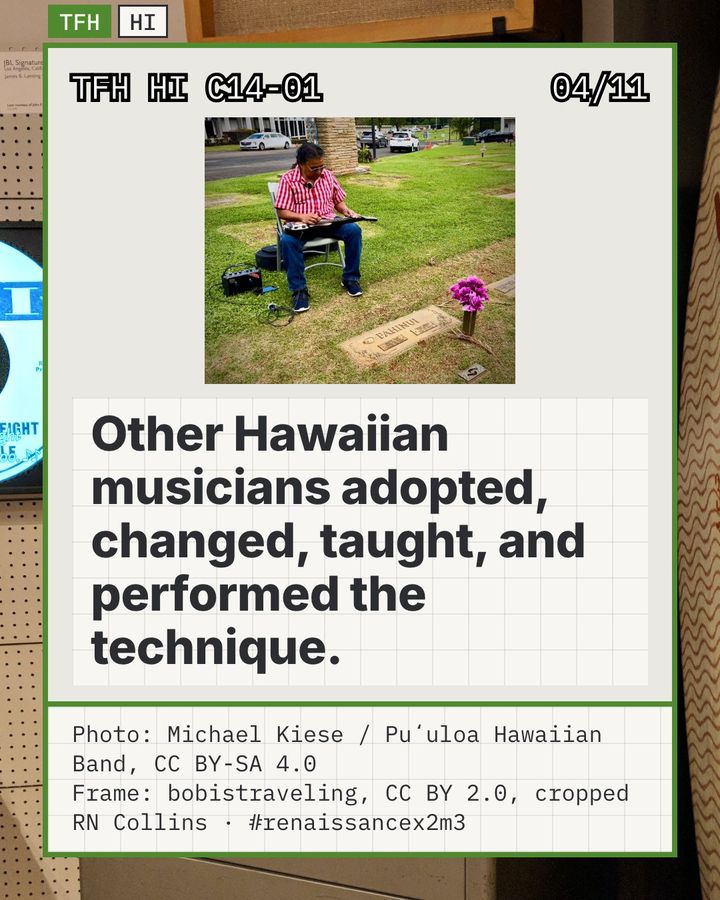 TFH HI
TFH HI C14-01 04/11
PAHINUI
Other Hawaiian
musicians adopted,
changed, taught, and
performed the
technique.
Photo: Michael Kiese / Puʻuloa Hawaiian
Band, CC BY-SA 4.0
Frame: bobistraveling, CC BY 2.0, cropped
RN Collins · #renaissancex2m3